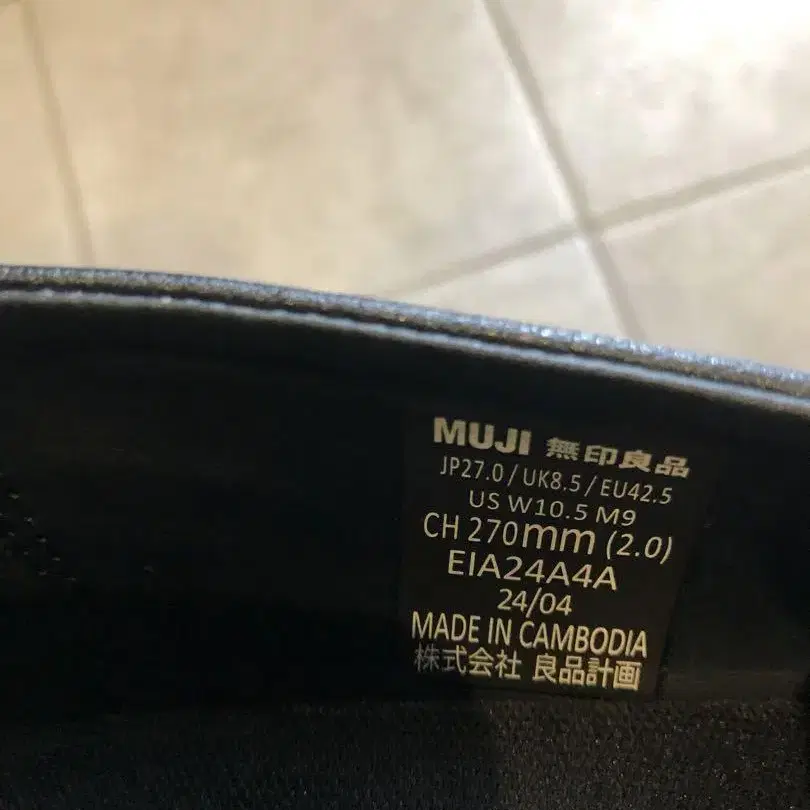 MUJI 無印良品
JP27.0 / UK8.5 / EU42.5
US W10.5 M9
CH 270mm (2.0)
EIA24A4A
24/04
MADE IN CAMBODIA
株式会社 良品計画